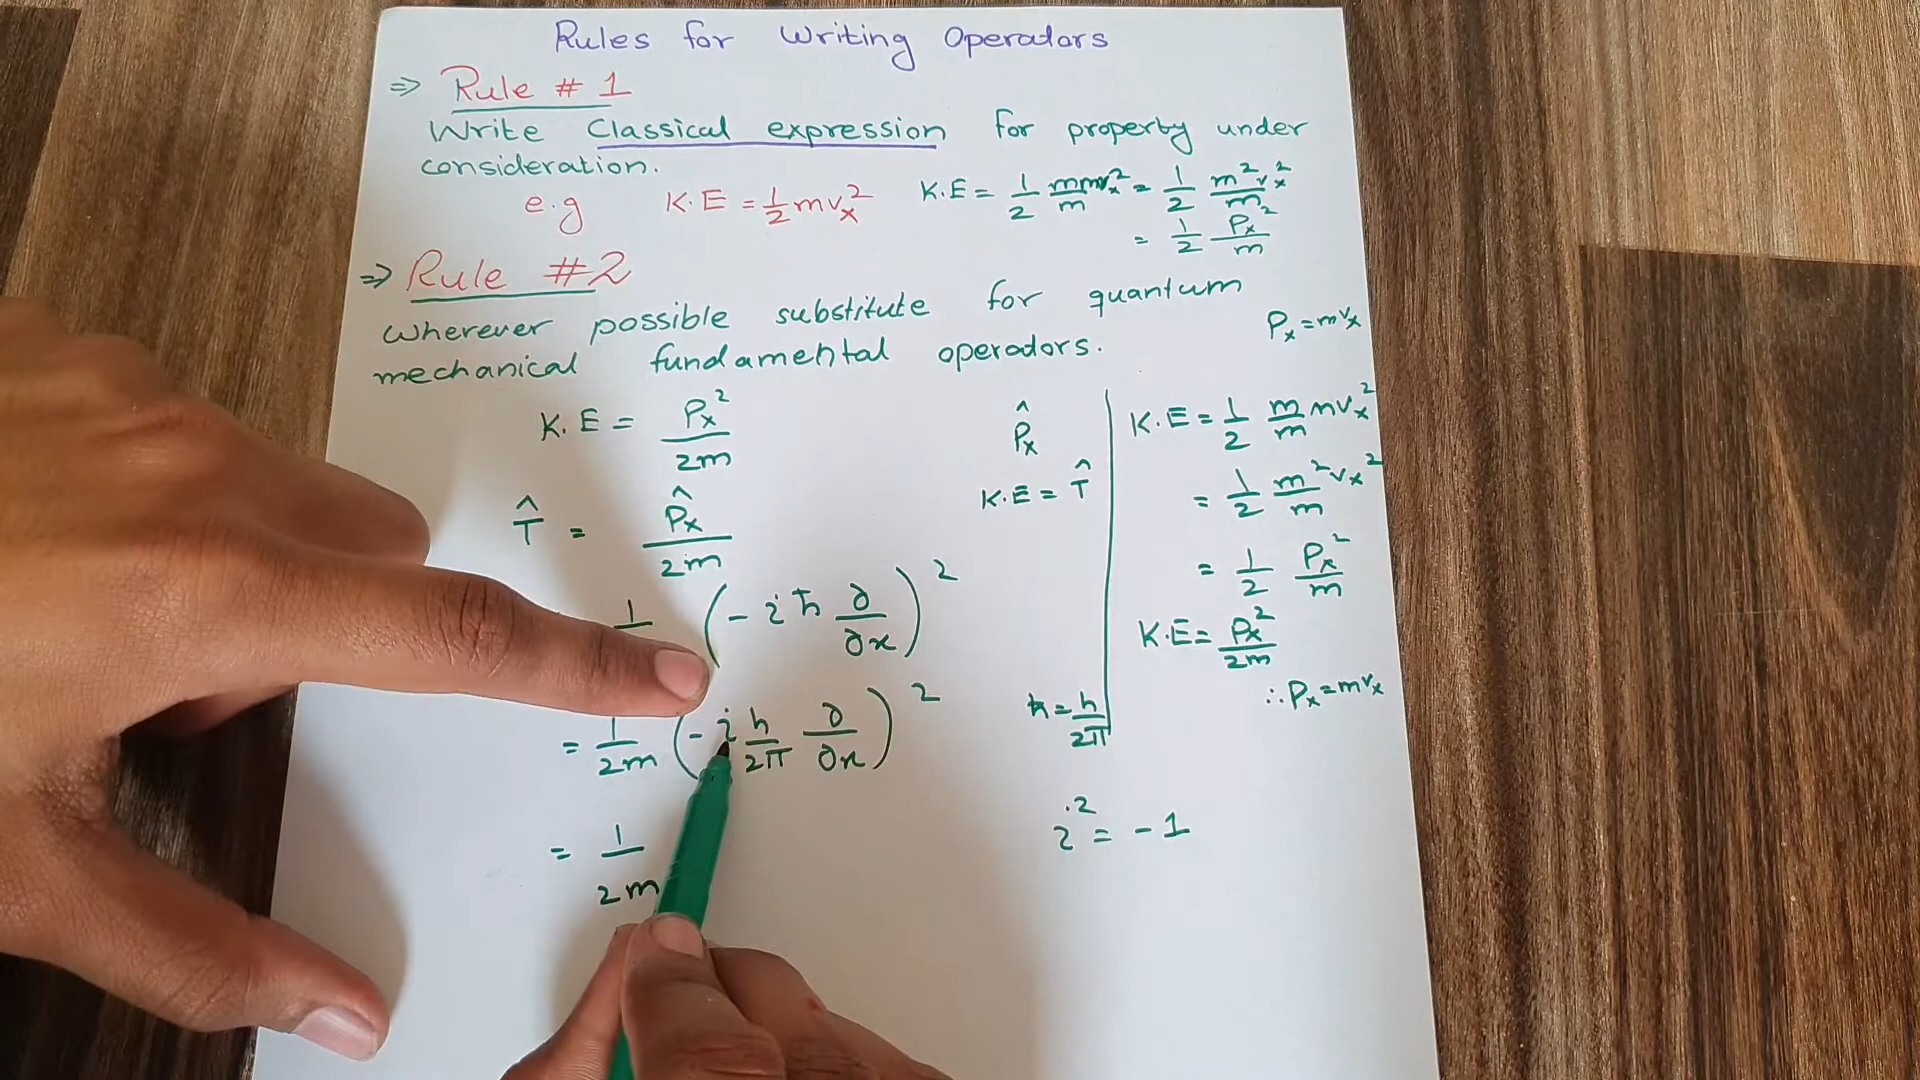 Rules for Writing Operators
⇒ Rule # 1
Write Classical expression for property under
consideration.
e.g K.E = 1/2 mvₓ²
K.E = 1/2 mmvₓ²/m = 1/2 m²vₓ²/m
= 1/2 Pₓ²/m
⇒ Rule #2
Wherever possible substitute for quantum
mechanical fundamental operators.
Pₓ = mvₓ
K.E = Pₓ²/2m
T̂ = P̂ₓ/2m
1 (-iħ ∂/∂x)²
= 1/2m (-i h/2π ∂/∂x)²
= 1/2m
P̂ₓ
K.E = T̂
ħ = h/2π
i² = -1
K.E = 1/2 m/m mvₓ²
= 1/2 m²vₓ²/m
= 1/2 Pₓ²/m
K.E = Pₓ²/2m
∴ Pₓ = mvₓ